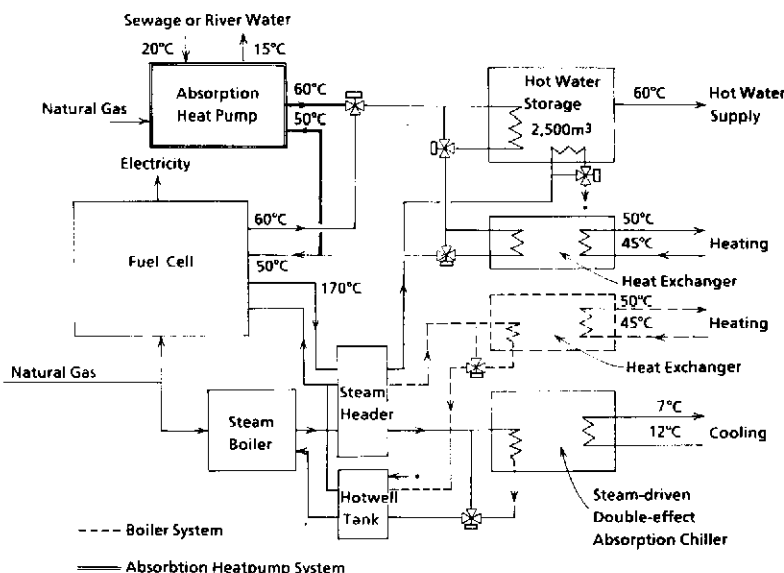 Sewage or River Water
20°C
15°C
Absorption
Heat Pump
Natural Gas
60°C
50°C
Hot Water
Storage
2,500m³
60°C
Hot Water
Supply
Electricity
Fuel Cell
60°C
50°C
170°C
50°C
45°C
Heating
Heat Exchanger
50°C
45°C
Heating
Heat Exchanger
Natural Gas
Steam
Boiler
Steam
Header
Hotwell
Tank
7°C
12°C
Cooling
Steam-driven
Double-effect
Absorption Chiller
Boiler System
Absorbtion Heatpump System